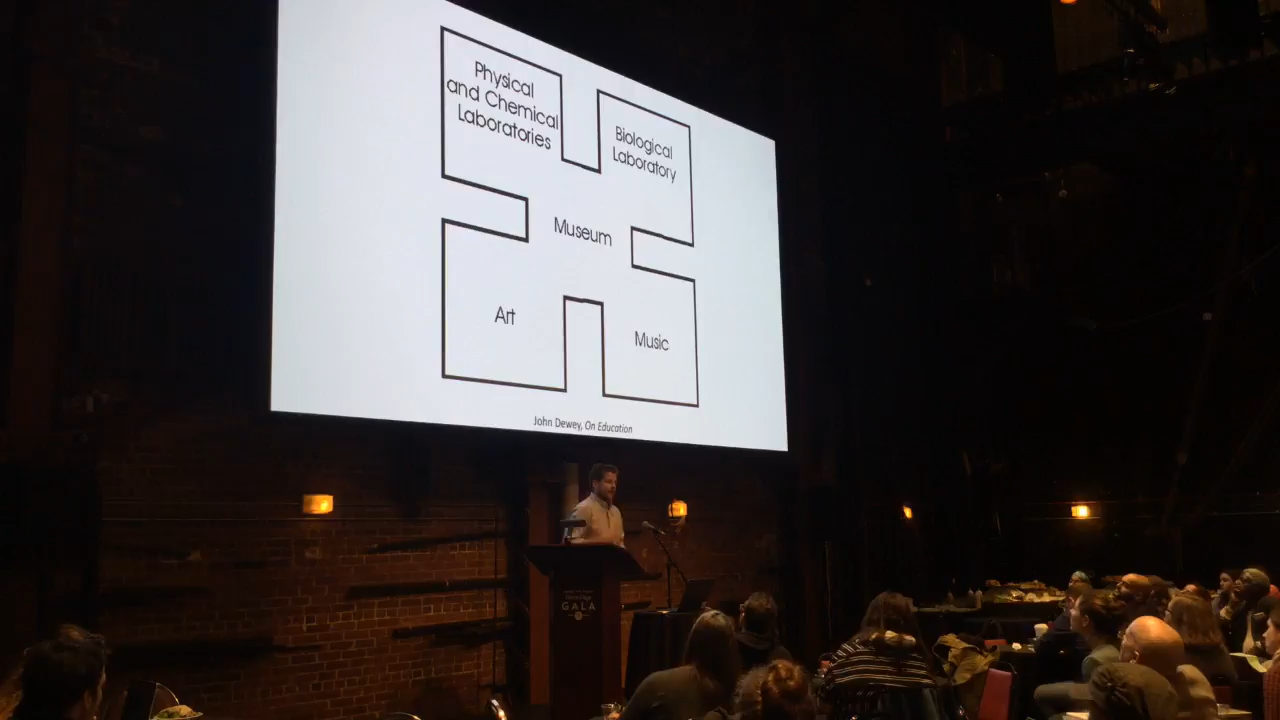 Physical
and Chemical
Laboratories
Biological
Laboratory
Museum
Art
Music
John Dewey, On Education
GALA